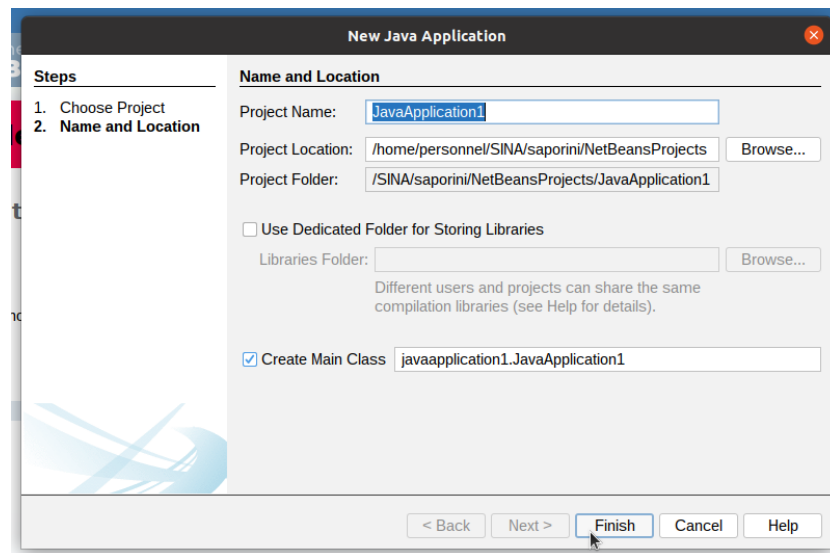 New Java Application
Steps
1. Choose Project
2. Name and Location
Name and Location
Project Name: JavaApplication1
Project Location: /home/personnel/SINA/saporini/NetBeansProjects Browse...
Project Folder: /SINA/saporini/NetBeansProjects/JavaApplication1
Use Dedicated Folder for Storing Libraries
Libraries Folder: Browse...
Different users and projects can share the same
compilation libraries (see Help for details).
Create Main Class javaapplication1.JavaApplication1
< Back Next > Finish Cancel Help